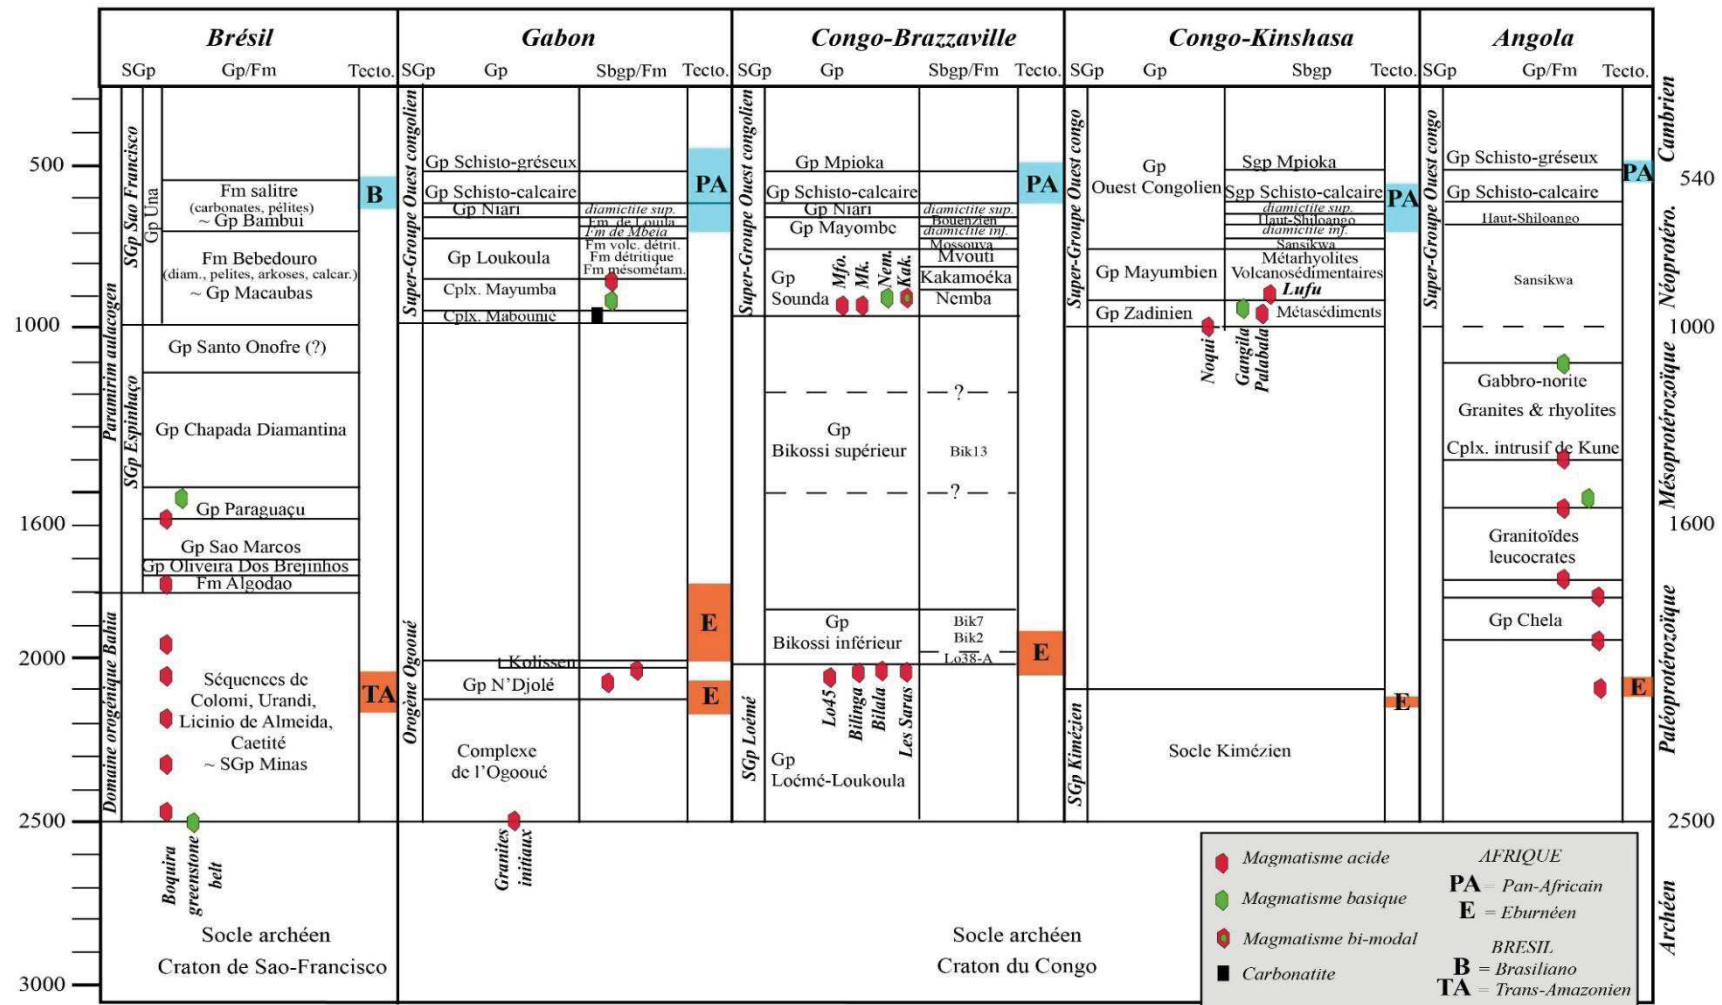 Brésil
Gabon
Congo-Brazzaville
Congo-Kinshasa
Angola
SGp Gp/Fm Tecto.
SGp Gp Sbgp/Fm Tecto.
SGp Gp Sbgp/Fm Tecto.
SGp Gp Sbgp Tecto.
SGp Gp/Fm Tecto.
500
1000
1600
2000
2500
3000
Paramirim aulacogen
Domaine orogénique Bahia
SGp Sao Francisco
SGp Espinhaço
Gp Una
Fm salitre
(carbonates, pélites)
~ Gp Bambui
Fm Bebedouro
(diam., pelites, arkoses, calcar.)
~ Gp Macaubas
Gp Santo Onofre (?)
Gp Chapada Diamantina
Gp Paraguaçu
Gp Sao Marcos
Gp Oliveira Dos Brejinhos
Fm Algodao
Séquences de
Colomi, Urandi,
Licinio de Almeida,
Caetité
~ SGp Minas
B
TA
Boquira
greenstone
belt
Socle archéen
Craton de Sao-Francisco
Super-Groupe Ouest congolien
Orogène Ogooué
Gp Schisto-gréseux
Gp Schisto-calcaire
Gp Niari
Gp Loukoula
Cplx. Mayumba
Cplx. Mabounié
diamictite sup.
Fm de Loula
Fm de Mbeia
Fm volc. détrit.
Fm détritique
Fm mésométam.
Kolissen
Gp N'Djolé
Complexe
de l'Ogooué
Granites
initiaux
PA
E
E
Super-Groupe Ouest congolien
SGp Loémé
Gp Mpioka
Gp Schisto-calcaire
Gp Niari
Gp Mayombe
Gp
Sounda
Mfo.
Mk.
Nem.
Kak.
diamictite sup.
Bouenzien
diamictite inf.
Mossouva
Mvouti
Kakamoéka
Nemba
?
Gp
Bikossi supérieur
Bik13
?
Gp
Bikossi inférieur
Bik7
Bik2
Lo38-A
Lo45
Bilinga
Bilala
Les Saras
Gp
Loémé-Loukoula
PA
E
Socle archéen
Craton du Congo
Super-Groupe Ouest congo
SGp Kimézien
Gp
Ouest Congolien
Gp Mayumbien
Gp Zadinien
Sgp Mpioka
Sgp Schisto-calcaire
diamictite sup.
Haut-Shiloango
diamictite inf.
Sansikwa
Métarhyolites
Volcanosédimentaires
Lufu
Métasédiments
Noqui
Gangila
Palabala
Socle Kimézien
PA
E
Super-Groupe Ouest congo
Gp Schisto-gréseux
Gp Schisto-calcaire
Haut-Shiloango
Sansikwa
Gabbro-norite
Granites & rhyolites
Cplx. intrusif de Kune
Granitoïdes
leucocrates
Gp Chela
PA
E
Cambrien
Néoprotéro.
Mésoprotérozoïque
Paléoprotérozoïque
Archéen
540
1000
1600
2500
Magmatisme acide
Magmatisme basique
Magmatisme bi-modal
Carbonatite
AFRIQUE
PA = Pan-Africain
E = Eburnéen
BRESIL
B = Brasiliano
TA = Trans-Amazonien